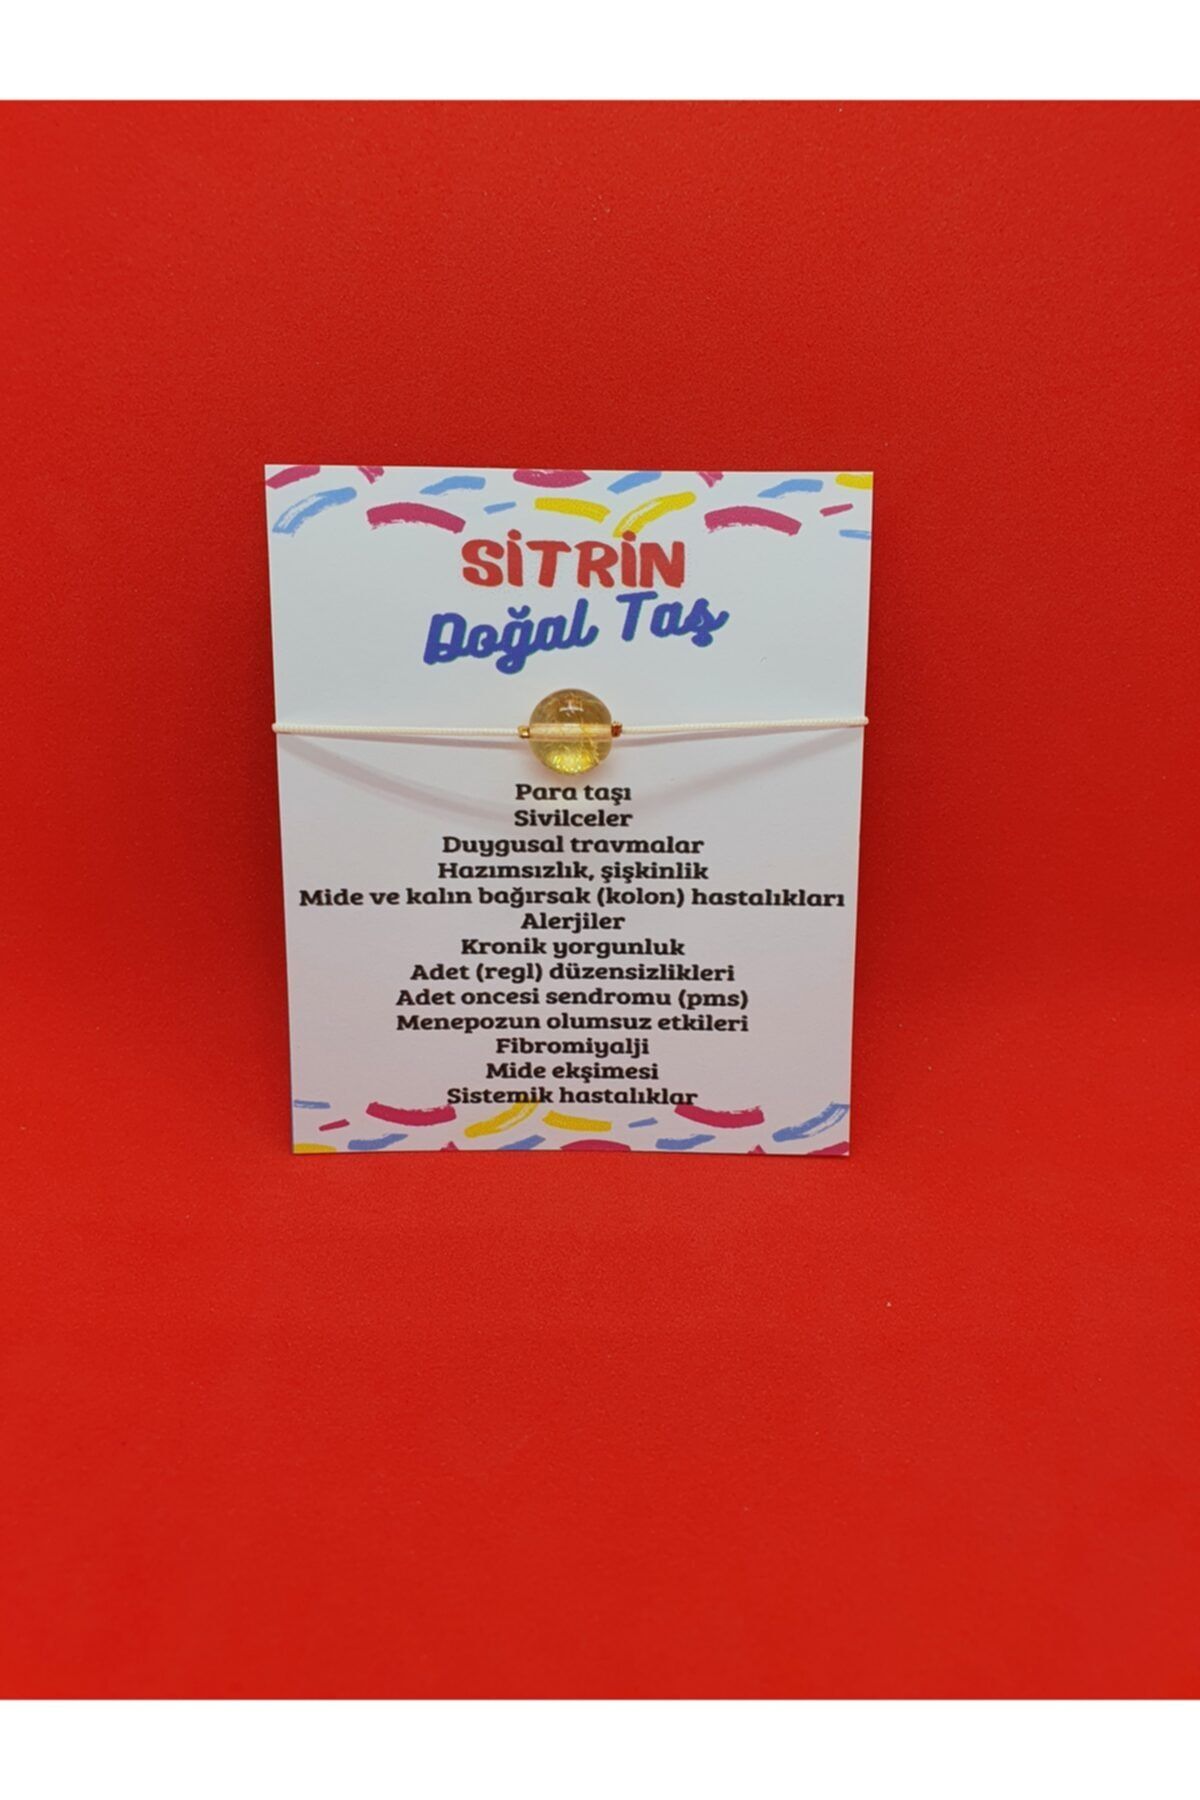 SİTRİN
Doğal Taş
Para taşı
Sivilceler
Duygusal travmalar
Hazımsızlık, şişkinlik
Mide ve kalın bağırsak (kolon) hastalıkları
Alerjiler
Kronik yorgunluk
Adet (regl) düzensizlikleri
Adet oncesi sendromu (pms)
Menepozun olumsuz etkileri
Fibromiyalji
Mide ekşimesi
Sistemik hastalıklar